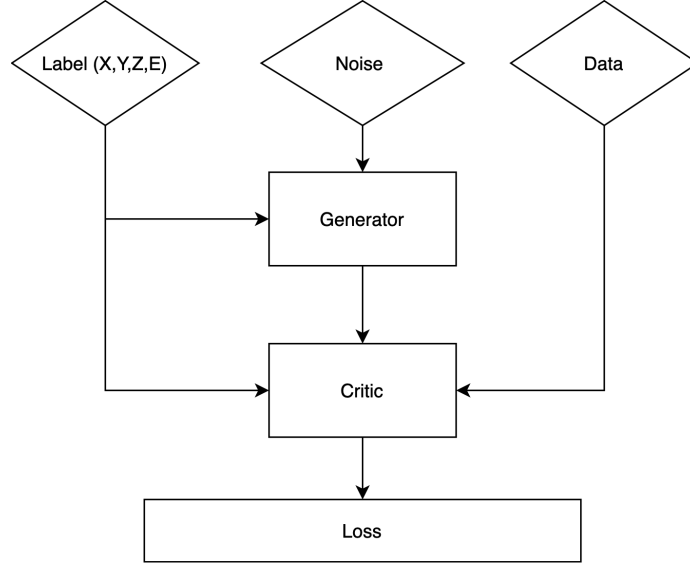 Label (X,Y,Z,E)
Noise
Data
Generator
Critic
Loss